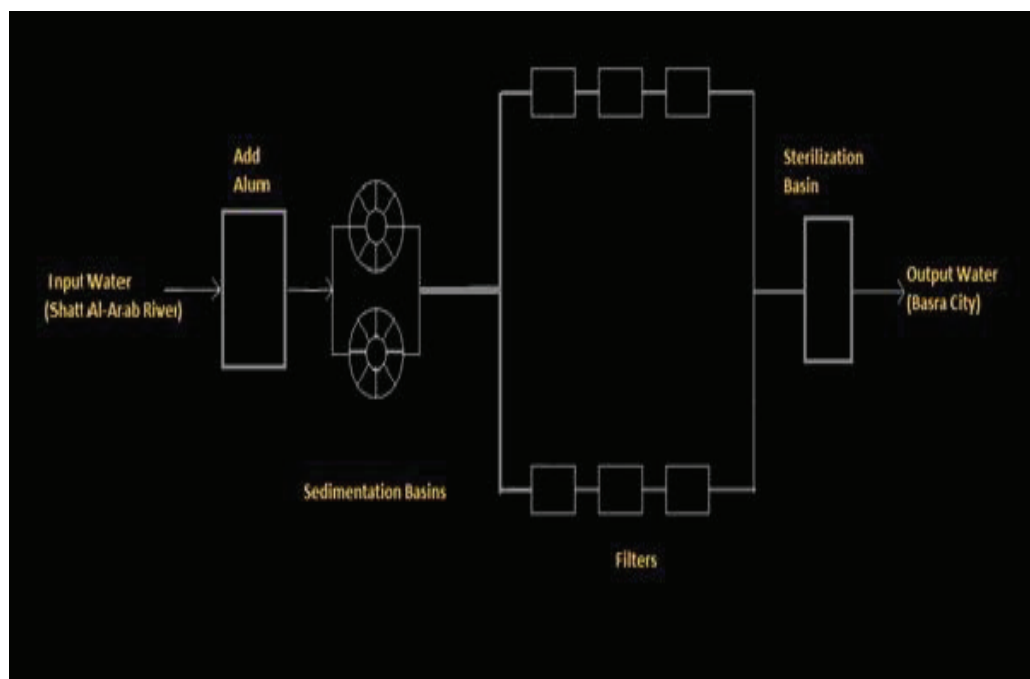 Add
Alum
Sterilization
Basin
Input Water
(Shatt Al-Arab River)
Output Water
(Basra City)
Sedimentation Basins
Filters